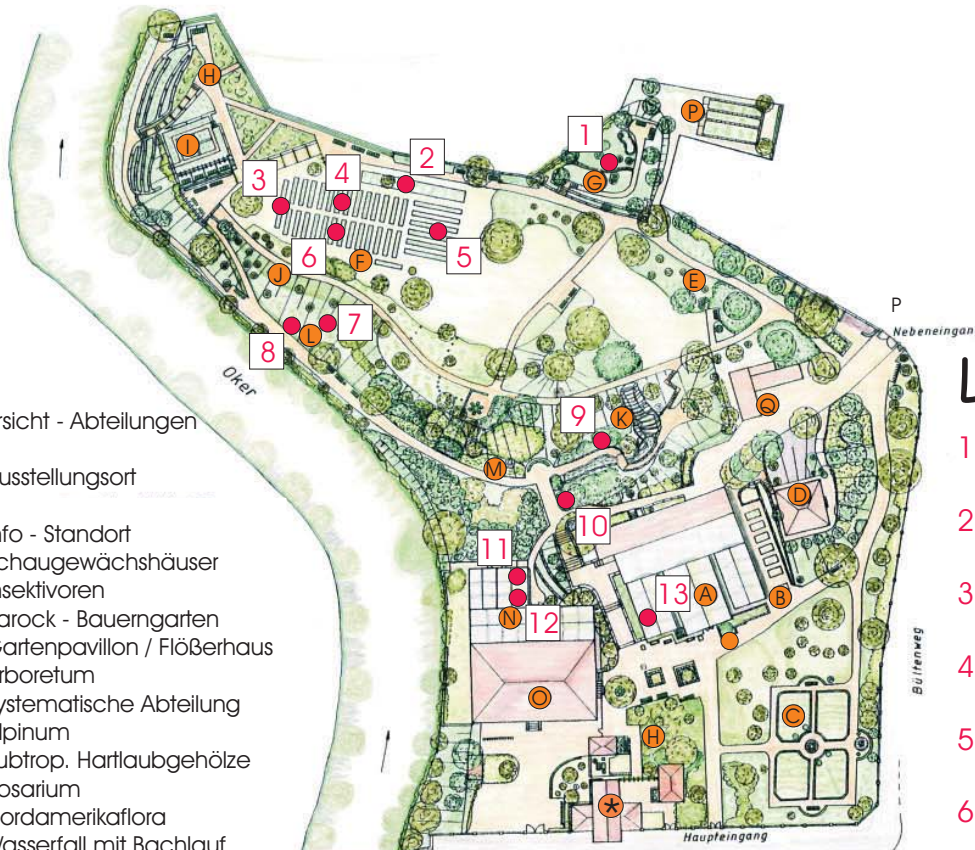 H
P
1
I
G
2
4
3
6
F
5
J
E
7
L
8
P
Nebeneingan
Oker
rsicht - Abteilungen
usstellungsort
nfo - Standort
chaugewächshäuser
nsektivoren
arock - Bauerngarten
Gartenpavillon / Flößerhaus
rboretum
ystematische Abteilung
lpinum
ubtrop. Hartlaubgehölze
osarium
ordamerikaflora
Wasserfall mit Bachlauf
K
9
Q
M
D
10
11
12
N
13
A
B
Bültenweg
O
C
H
*
Haupteingang
L
1
2
3
4
5
6